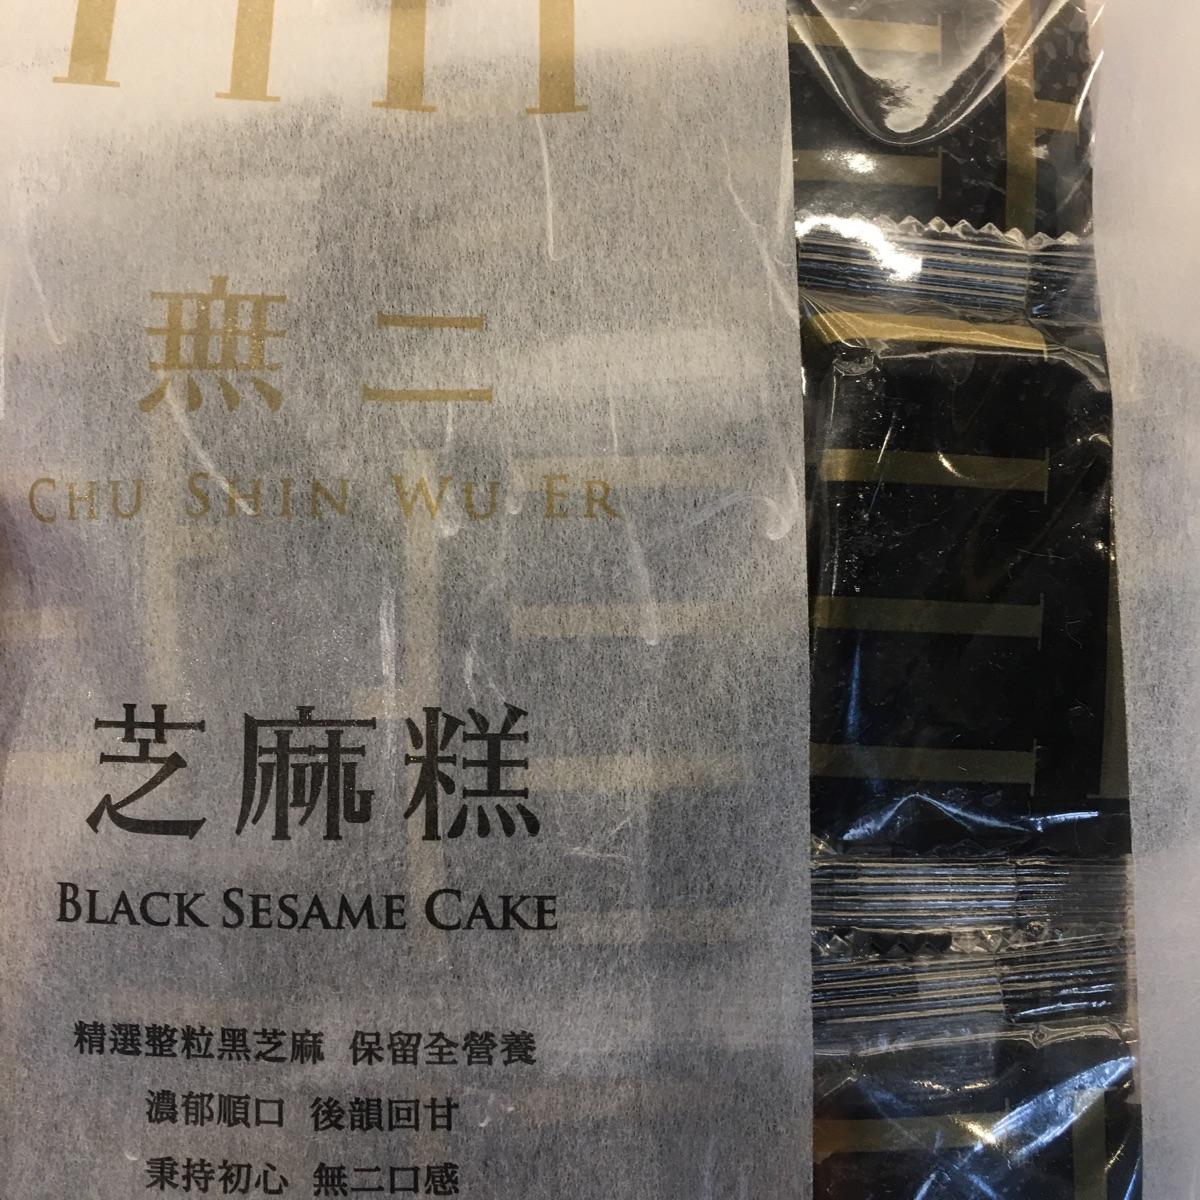 無二
CHU SHIN WU ER
芝麻糕
BLACK SESAME CAKE
精選整粒黑芝麻 保留全營養
濃郁順口 後韻回甘
秉持初心 無二口感